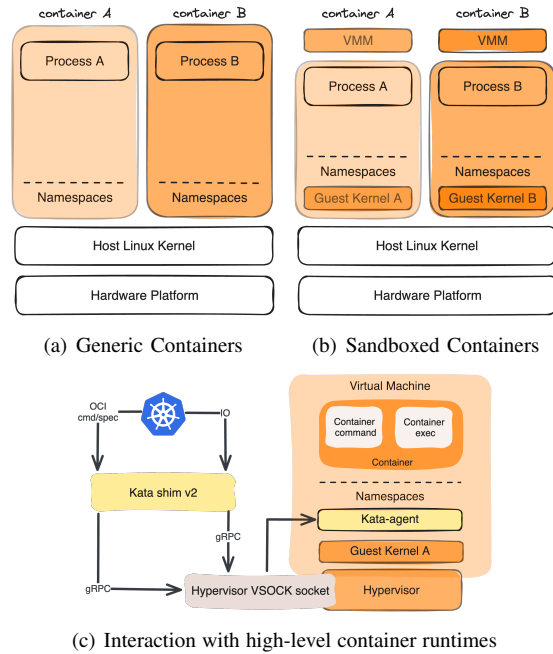 container A
container B
Process A
Process B
Namespaces
Namespaces
Host Linux Kernel
Hardware Platform
(a) Generic Containers
container A
container B
VMM
VMM
Process A
Process B
Namespaces
Namespaces
Guest Kernel A
Guest Kernel B
Host Linux Kernel
Hardware Platform
(b) Sandboxed Containers
OCI
cmd/spec
IO
Kata shim v2
gRPC
gRPC
Hypervisor VSOCK socket
Virtual Machine
Container
command
Container
exec
Container
Namespaces
Kata-agent
Guest Kernel A
Hypervisor
(c) Interaction with high-level container runtimes